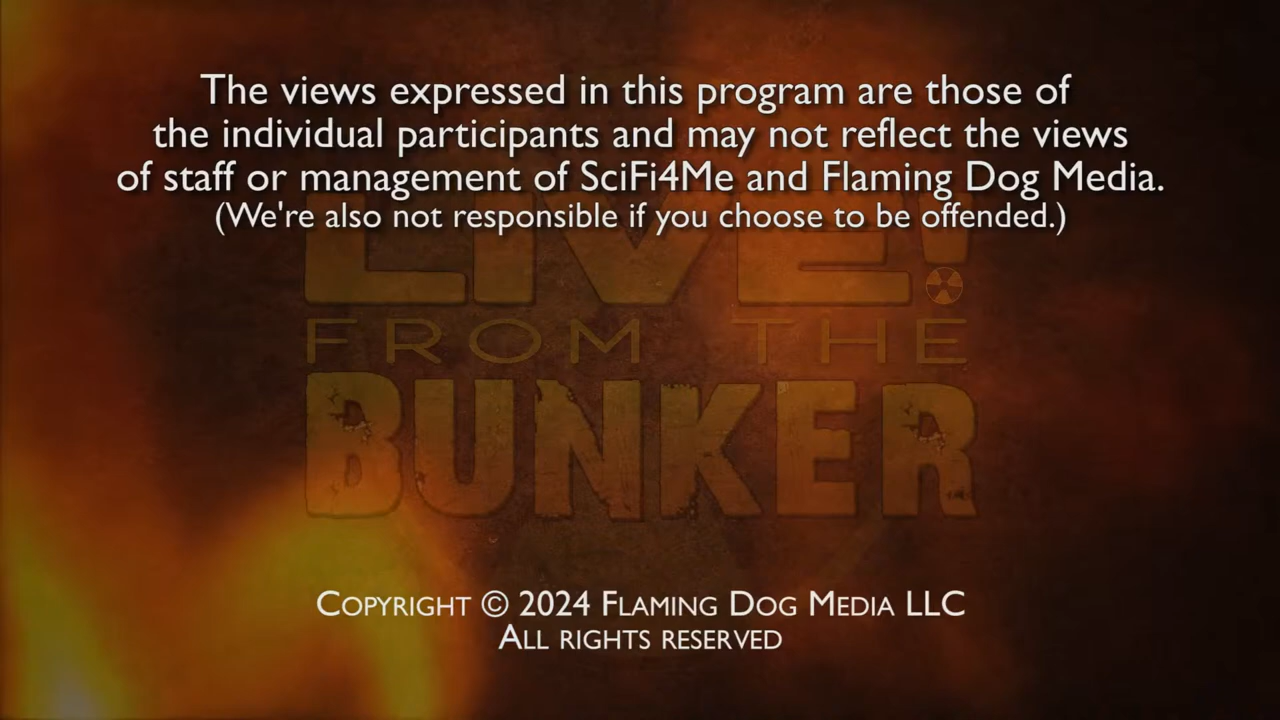 The views expressed in this program are those of
the individual participants and may not reflect the views
of staff or management of SciFi4Me and Flaming Dog Media.
(We're also not responsible if you choose to be offended.)
LIVE!
FROM THE
BUNKER
COPYRIGHT © 2024 FLAMING DOG MEDIA LLC
ALL RIGHTS RESERVED